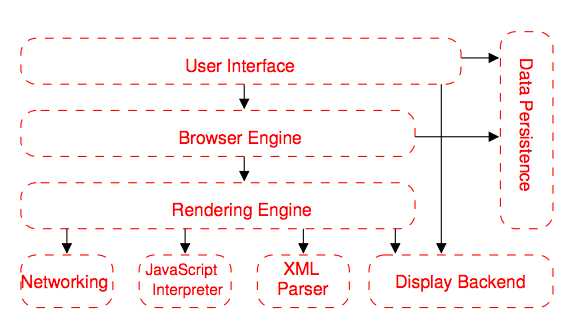 User Interface
Data Persistence
Browser Engine
Rendering Engine
Networking
JavaScript
Interpreter
XML
Parser
Display Backend